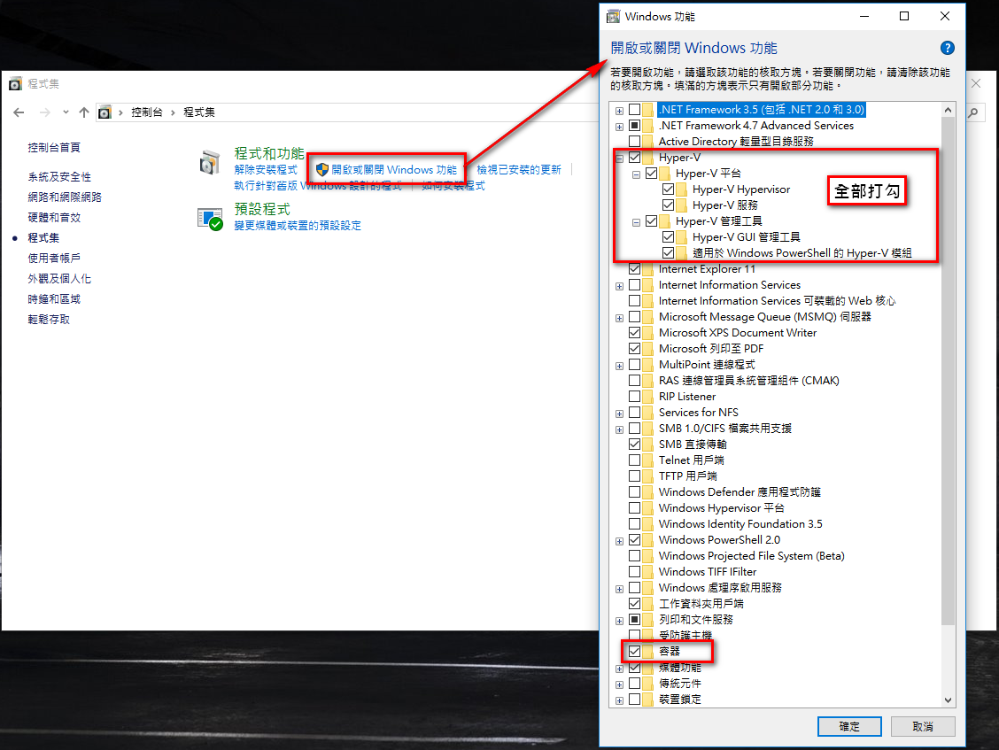 程式集
控制台 › 程式集
控制台首頁
系統及安全性
網路和網際網路
硬體和音效
程式集
使用者帳戶
外觀及個人化
時鐘和區域
輕鬆存取
程式和功能
解除安裝程式
開啟或關閉 Windows 功能
檢視已安裝的更新
執行針對舊版 Windows 設計的程式
如何安裝程式
預設程式
變更媒體或裝置的預設設定
Windows 功能
開啟或關閉 Windows 功能
?
若要開啟功能，請選取該功能的核取方塊。若要關閉功能，請清除該功能
的核取方塊。填滿的方塊表示只有開啟部分功能。
.NET Framework 3.5 (包括 .NET 2.0 和 3.0)
.NET Framework 4.7 Advanced Services
Active Directory 輕量型目錄服務
Hyper-V
Hyper-V 平台
Hyper-V Hypervisor
Hyper-V 服務
Hyper-V 管理工具
Hyper-V GUI 管理工具
適用於 Windows PowerShell 的 Hyper-V 模組
全部打勾
Internet Explorer 11
Internet Information Services
Internet Information Services 可裝載的 Web 核心
Microsoft Message Queue (MSMQ) 伺服器
Microsoft XPS Document Writer
Microsoft 列印至 PDF
MultiPoint 連線程式
RAS 連線管理員系統管理組件 (CMAK)
RIP Listener
Services for NFS
SMB 1.0/CIFS 檔案共用支援
SMB 直接傳輸
Telnet 用戶端
TFTP 用戶端
Windows Defender 應用程式防護
Windows Hypervisor 平台
Windows Identity Foundation 3.5
Windows PowerShell 2.0
Windows Projected File System (Beta)
Windows TIFF IFilter
Windows 處理序啟用服務
工作資料夾用戶端
列印和文件服務
受防護主機
容器
媒體功能
傳統元件
裝置鎖定
確定
取消